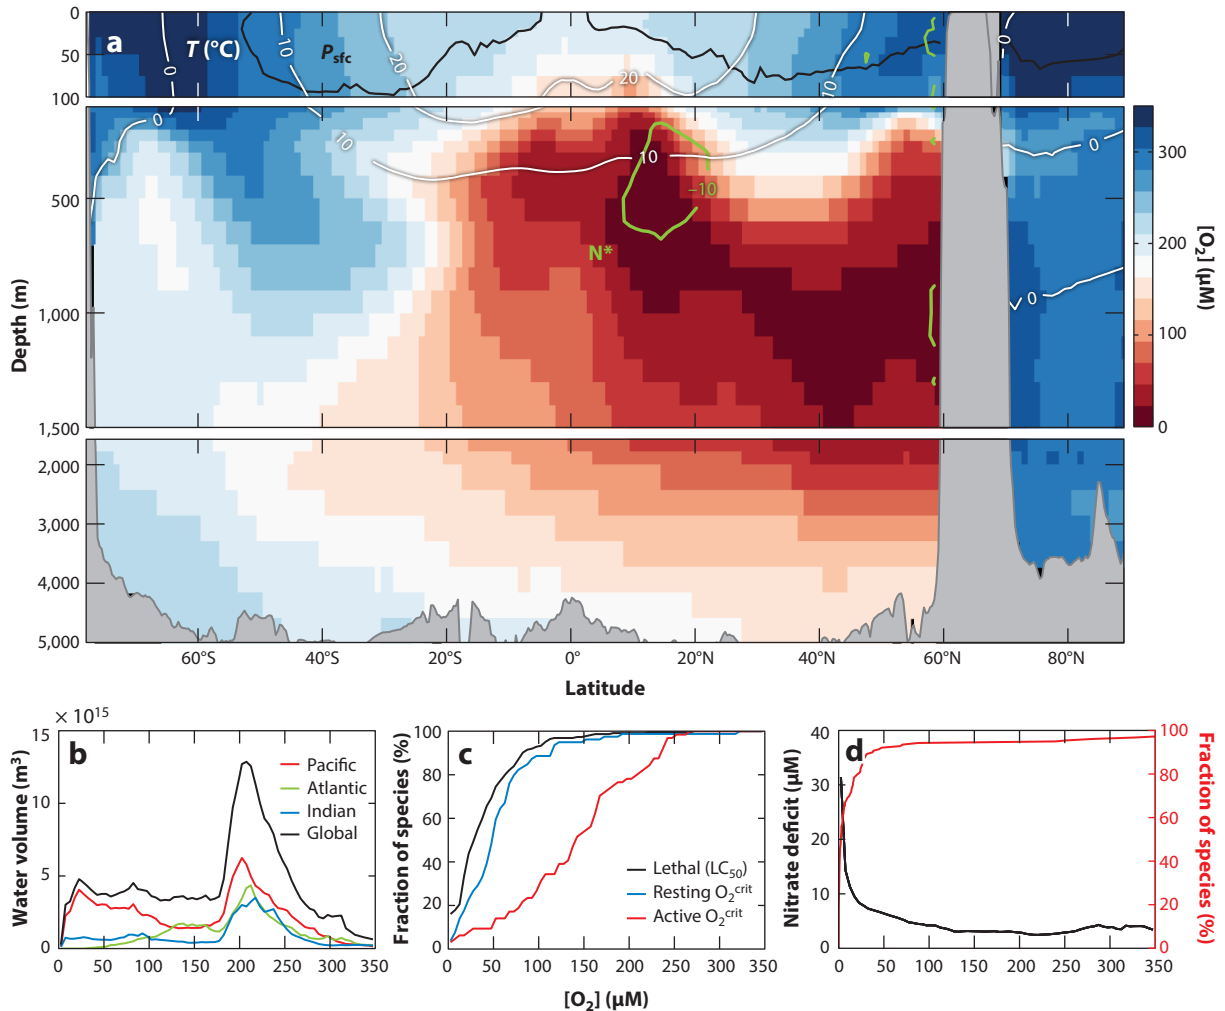 a
T (°C)
P_sfc
0
10
20
20
10
0
0
50
100
0
10
10
0
0
–10
N*
500
1,000
1,500
Depth (m)
300
200
100
0
[O₂] (μM)
2,000
3,000
4,000
5,000
60°S
40°S
20°S
0°
20°N
40°N
60°N
80°N
Latitude
× 10¹⁵
b
Pacific
Atlantic
Indian
Global
Water volume (m³)
15
10
5
0
0
50
100
150
200
250
300
350
c
Lethal (LC₅₀)
Resting O₂ᶜʳⁱᵗ
Active O₂ᶜʳⁱᵗ
Fraction of species (%)
100
80
60
40
20
0
0
50
100
150
200
250
300
350
[O₂] (μM)
d
Nitrate deficit (μM)
40
30
20
10
0
0
50
100
150
200
250
300
350
100
80
60
40
20
0
Fraction of species (%)